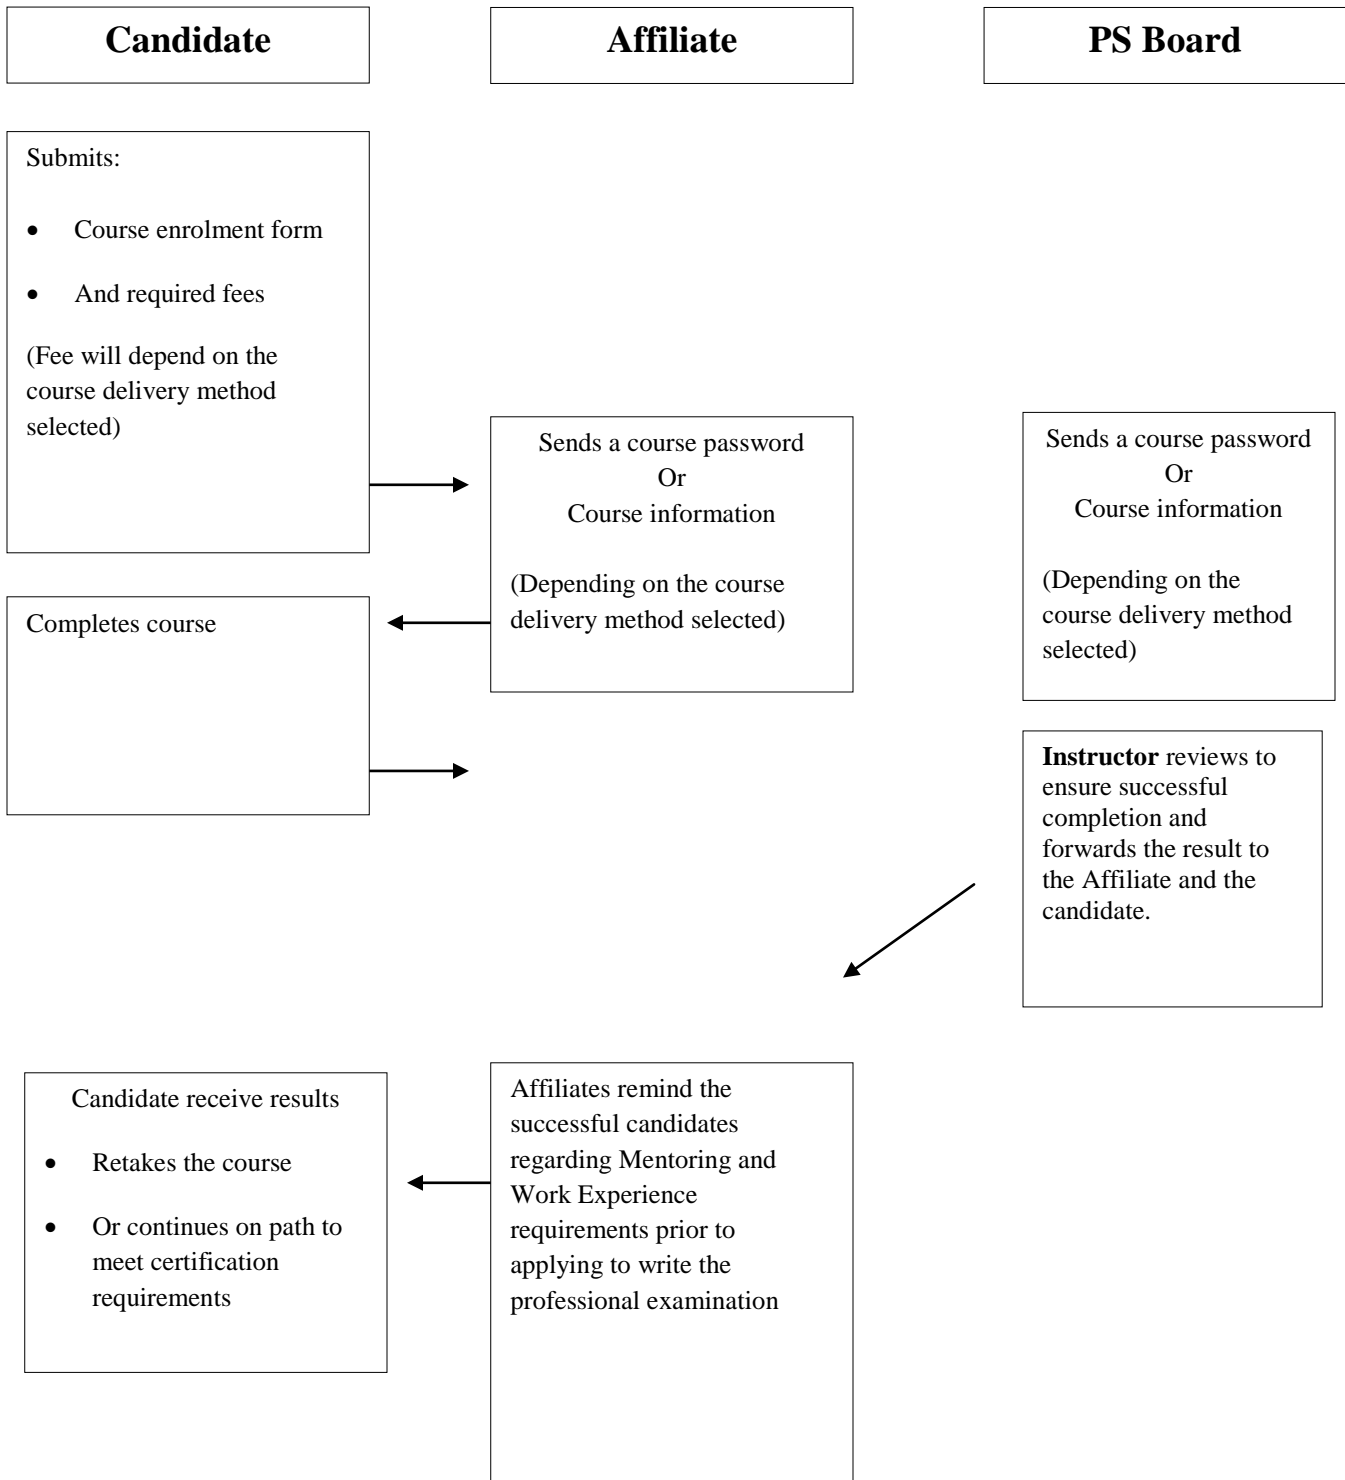 Candidate
Affiliate
PS Board
Submits:
• Course enrolment form
• And required fees
(Fee will depend on the
course delivery method
selected)
Sends a course password
Or
Course information
(Depending on the course
delivery method selected)
Sends a course password
Or
Course information
(Depending on the
course delivery method
selected)
Completes course
Instructor reviews to
ensure successful
completion and
forwards the result to
the Affiliate and the
candidate.
Affiliates remind the
successful candidates
regarding Mentoring and
Work Experience
requirements prior to
applying to write the
professional examination
Candidate receive results
• Retakes the course
• Or continues on path to
meet certification
requirements